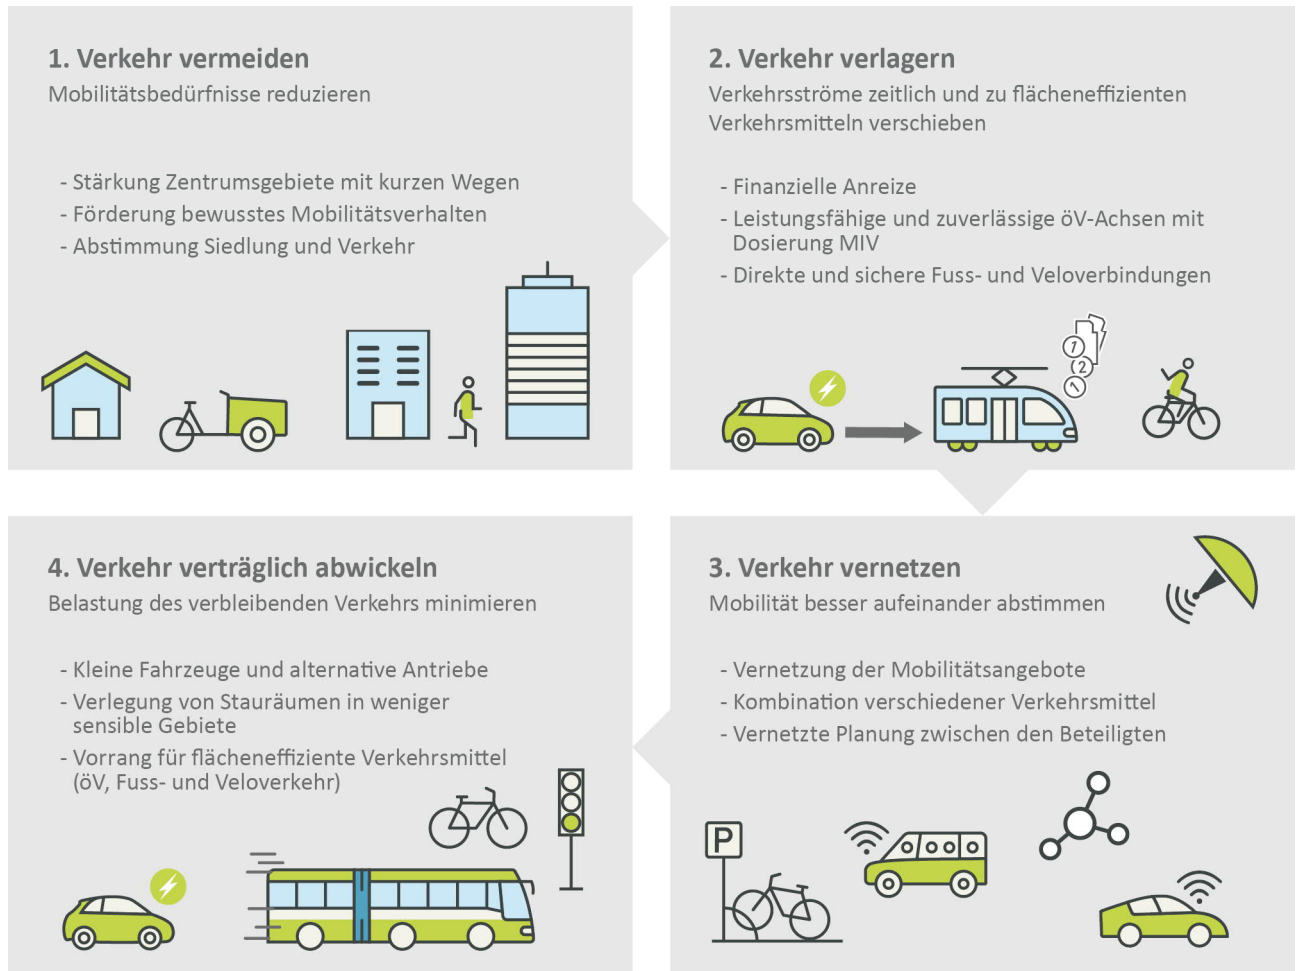 1. Verkehr vermeiden
Mobilitätsbedürfnisse reduzieren
- Stärkung Zentrumsgebiete mit kurzen Wegen
- Förderung bewusstes Mobilitätsverhalten
- Abstimmung Siedlung und Verkehr
2. Verkehr verlagern
Verkehrsströme zeitlich und zu flächeneffizienten
Verkehrsmitteln verschieben
- Finanzielle Anreize
- Leistungsfähige und zuverlässige öV-Achsen mit
Dosierung MIV
- Direkte und sichere Fuss- und Veloverbindungen
1
2
1
3. Verkehr vernetzen
Mobilität besser aufeinander abstimmen
- Vernetzung der Mobilitätsangebote
- Kombination verschiedener Verkehrsmittel
- Vernetzte Planung zwischen den Beteiligten
P
4. Verkehr verträglich abwickeln
Belastung des verbleibenden Verkehrs minimieren
- Kleine Fahrzeuge und alternative Antriebe
- Verlegung von Stauräumen in weniger
sensible Gebiete
- Vorrang für flächeneffiziente Verkehrsmittel
(öV, Fuss- und Veloverkehr)